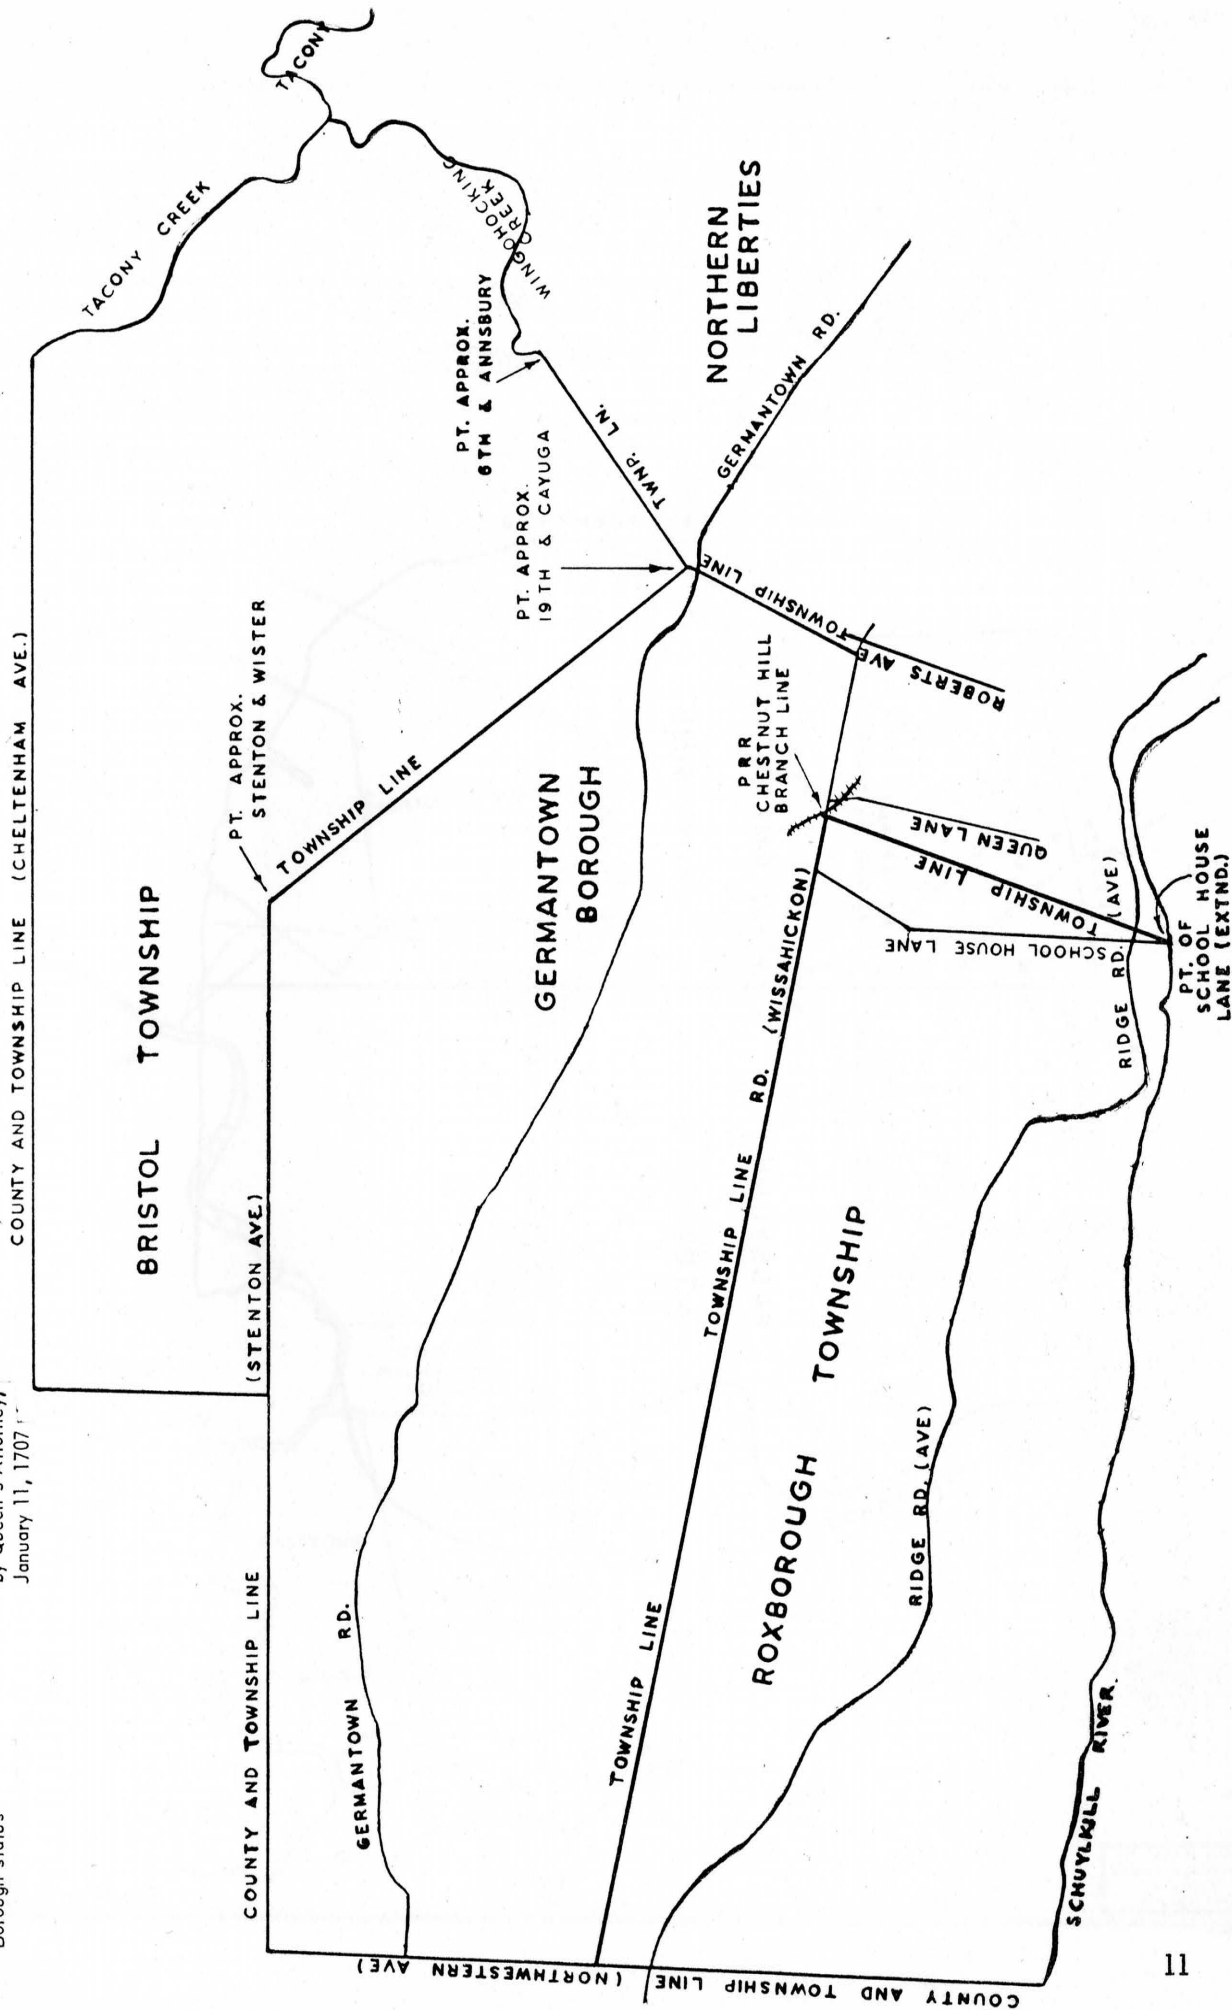 COUNTY AND TOWNSHIP LINE (CHELTENHAM AVE.)
January 11, 1707
Borough status
TACONY CREEK
TACONY
WINGOHOCKING
CREEK
BRISTOL TOWNSHIP
PT. APPROX.
STENTON & WISTER
TOWNSHIP LINE
PT. APPROX.
6TH & ANNSBURY
PT. APPROX.
19TH & CAYUGA
TWNP. LN.
NORTHERN
LIBERTIES
GERMANTOWN RD.
(STENTON AVE.)
COUNTY AND TOWNSHIP LINE
GERMANTOWN RD.
GERMANTOWN
BOROUGH
TOWNSHIP LINE
ROBERTS AVE
PRR
CHESTNUT HILL
BRANCH LINE
QUEEN LANE
TOWNSHIP LINE
SCHOOL HOUSE LANE
TOWNSHIP LINE TOWNSHIP LINE RD. (WISSAHICKON)
ROXBOROUGH TOWNSHIP
RIDGE RD. (AVE)
RIDGE RD. (AVE)
PT. OF
SCHOOL HOUSE
LANE (EXTND.)
SCHUYLKILL RIVER.
COUNTY AND TOWNSHIP LINE (NORTHWESTERN AVE)
11